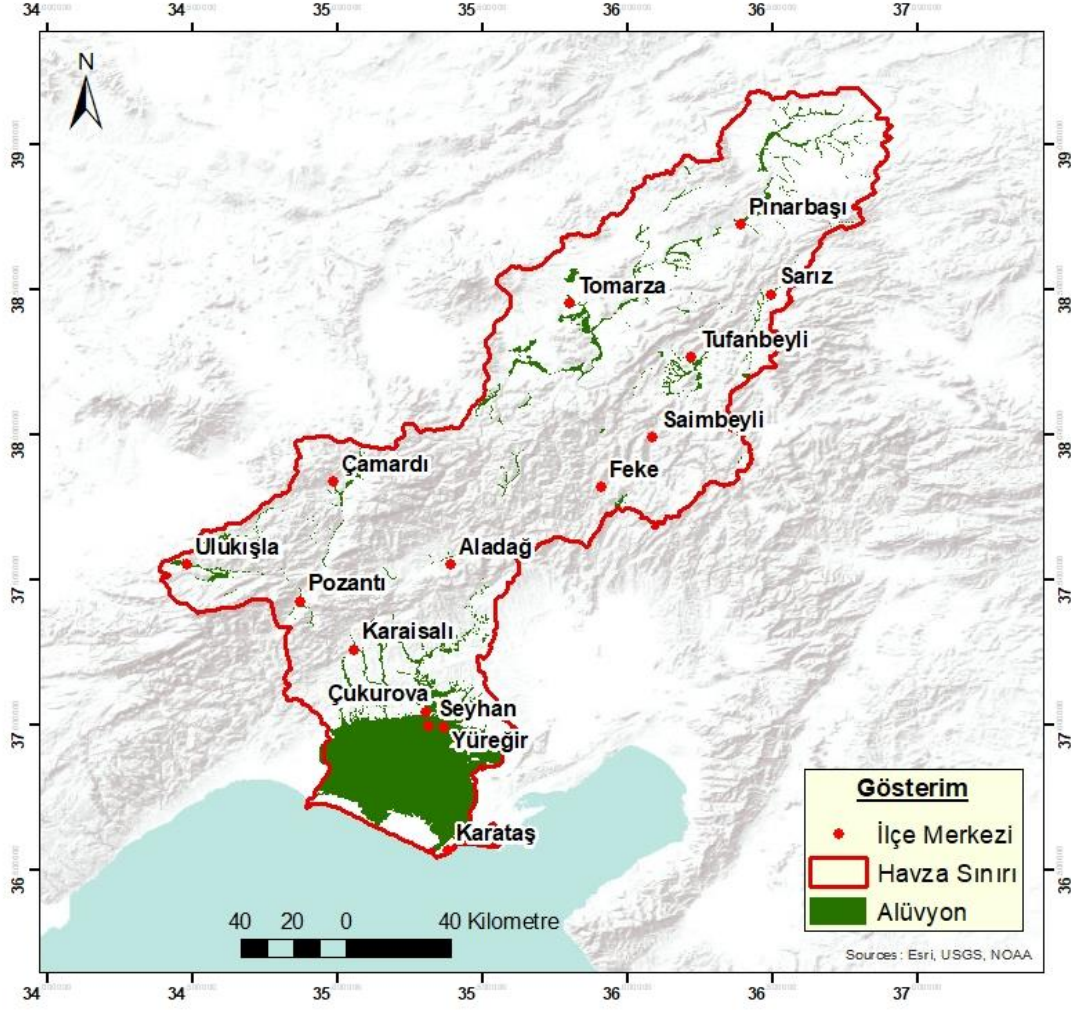 34 34 35 35 36 36 37
N
39 39
Pınarbaşı
38 Sarız 38
Tomarza
Tufanbeyli
38 Saimbeyli 38
Çamardı
Feke
Ulukışla
Aladağ
37 Pozantı 37
Karaisalı
Çukurova
37 Seyhan 37
Yüreğir
Gösterim
Karataş
İlçe Merkezi
36 Havza Sınırı 36
Alüvyon
40 20 0 40 Kilometre
Sources: Esri, USGS, NOAA
34 34 35 35 36 36 37